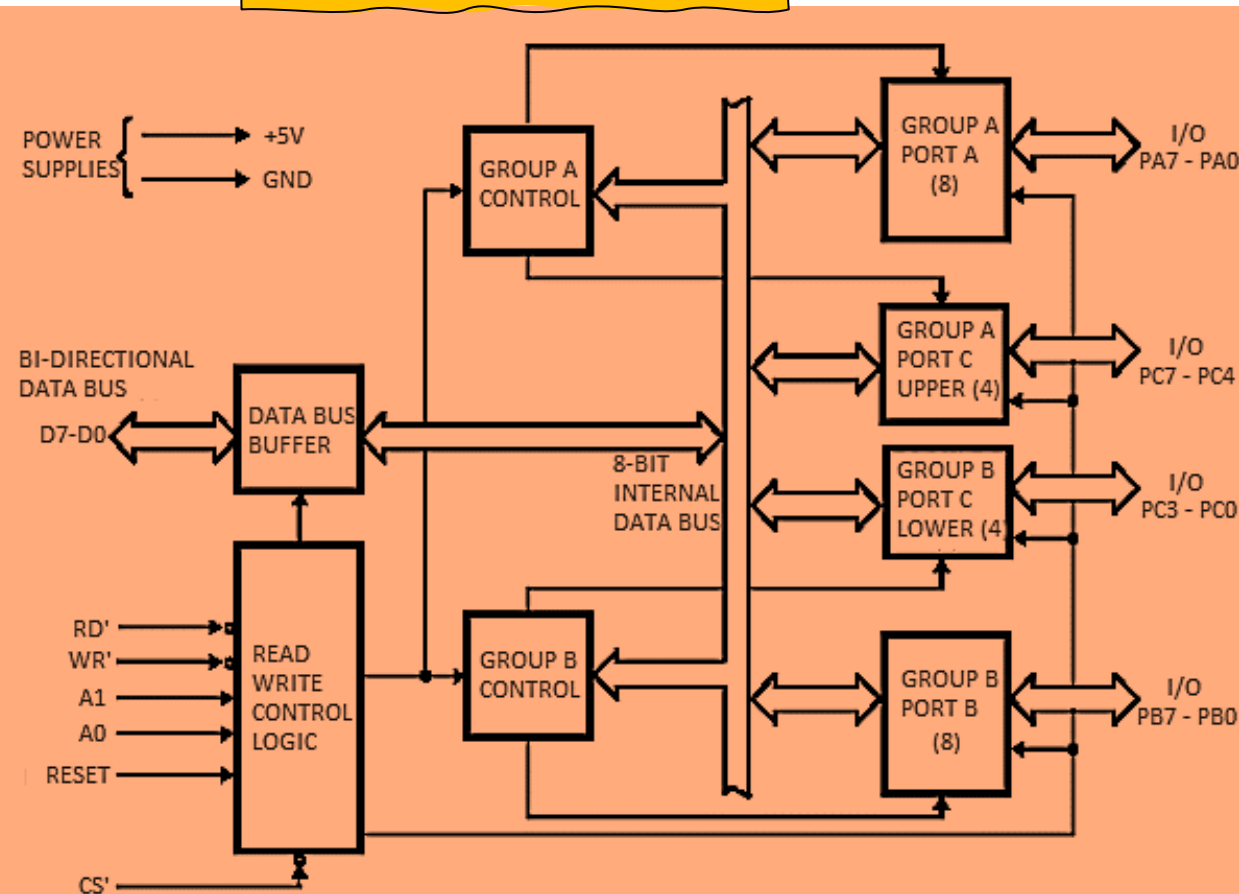 POWER
SUPPLIES
+5V
GND
GROUP A
CONTROL
GROUP A
PORT A
(8)
I/O
PA7 - PA0
BI-DIRECTIONAL
DATA BUS
D7-D0
DATA BUS
BUFFER
8-BIT
INTERNAL
DATA BUS
GROUP A
PORT C
UPPER (4)
I/O
PC7 - PC4
GROUP B
PORT C
LOWER (4)
I/O
PC3 - PC0
RD'
WR'
A1
A0
RESET
CS'
READ
WRITE
CONTROL
LOGIC
GROUP B
CONTROL
GROUP B
PORT B
(8)
I/O
PB7 - PB0